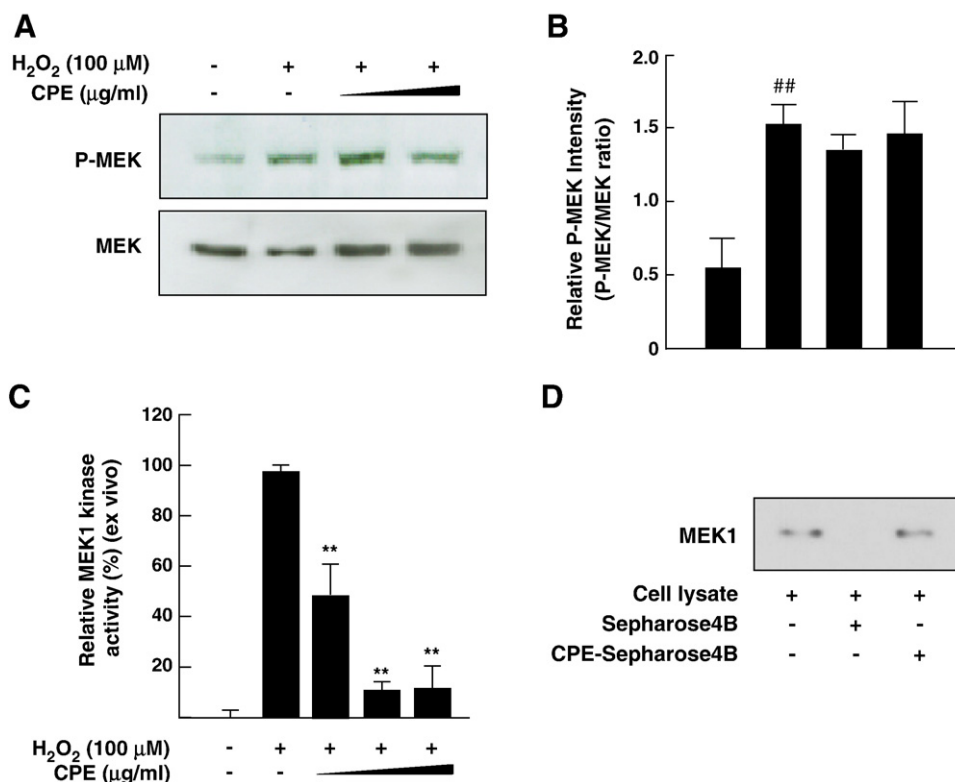 A
H₂O₂ (100 μM) - + + +
CPE (μg/ml) - -
P-MEK
MEK
B
Relative P-MEK Intensity
(P-MEK/MEK ratio)
2.0
1.5
1.0
0.5
0
##
C
Relative MEK1 kinase
activity (%) (ex vivo)
120
100
80
60
40
20
**
**
**
H₂O₂ (100 μM) - + + + +
CPE (μg/ml) - -
D
MEK1
Cell lysate + + +
Sepharose4B - + -
CPE-Sepharose4B - - +